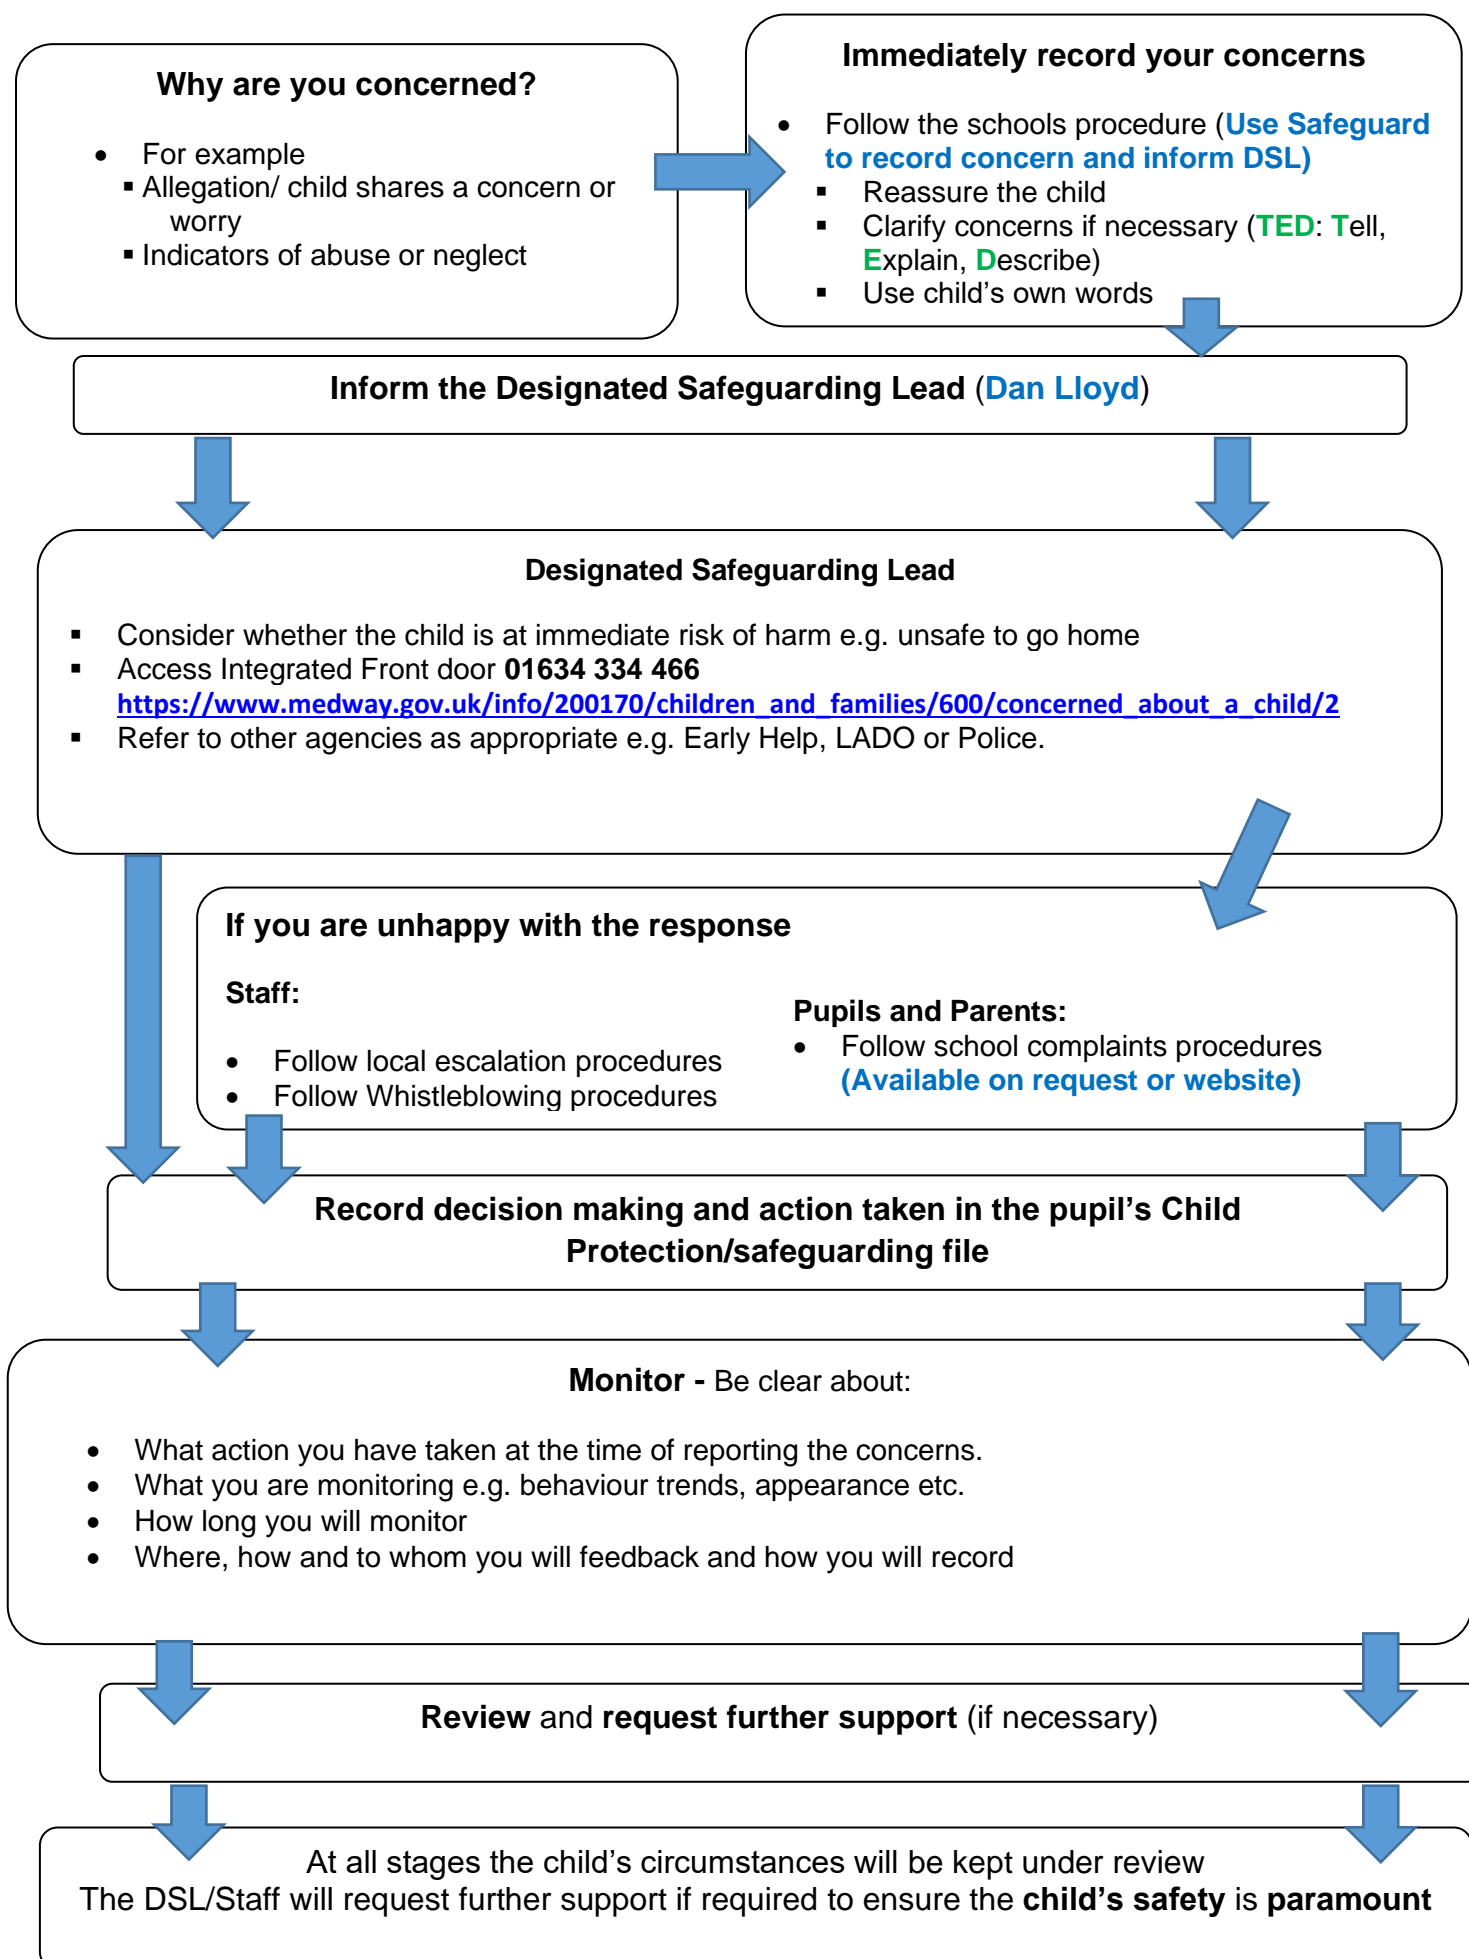 Why are you concerned?
• For example
▪ Allegation/ child shares a concern or
worry
▪ Indicators of abuse or neglect
Immediately record your concerns
• Follow the schools procedure (Use Safeguard
to record concern and inform DSL)
▪ Reassure the child
▪ Clarify concerns if necessary (TED: Tell,
Explain, Describe)
▪ Use child's own words
Inform the Designated Safeguarding Lead (Dan Lloyd)
Designated Safeguarding Lead
▪ Consider whether the child is at immediate risk of harm e.g. unsafe to go home
▪ Access Integrated Front door 01634 334 466
https://www.medway.gov.uk/info/200170/children_and_families/600/concerned_about_a_child/2
▪ Refer to other agencies as appropriate e.g. Early Help, LADO or Police.
If you are unhappy with the response
Staff:
• Follow local escalation procedures
• Follow Whistleblowing procedures
Pupils and Parents:
• Follow school complaints procedures
(Available on request or website)
Record decision making and action taken in the pupil's Child
Protection/safeguarding file
Monitor - Be clear about:
• What action you have taken at the time of reporting the concerns.
• What you are monitoring e.g. behaviour trends, appearance etc.
• How long you will monitor
• Where, how and to whom you will feedback and how you will record
Review and request further support (if necessary)
At all stages the child's circumstances will be kept under review
The DSL/Staff will request further support if required to ensure the child's safety is paramount